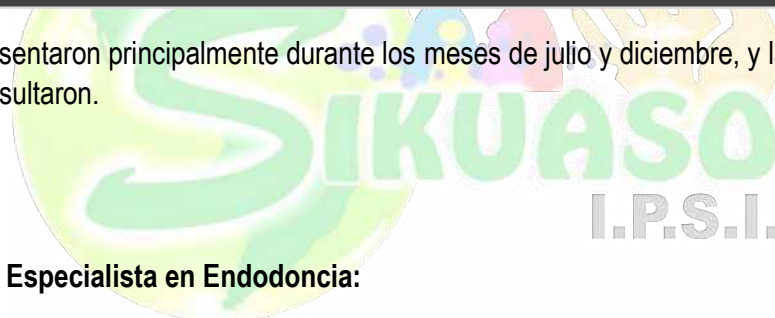 sentaron principalmente durante los meses de julio y diciembre, y l
sultaron.
SIKUASO
I.P.S.I.
Especialista en Endodoncia: